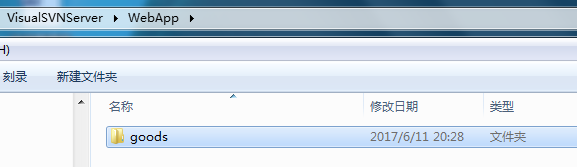 VisualSVNServer ▸ WebApp ▸
H)
刻录 新建文件夹
名称 修改日期 类型
goods 2017/6/11 20:28 文件夹